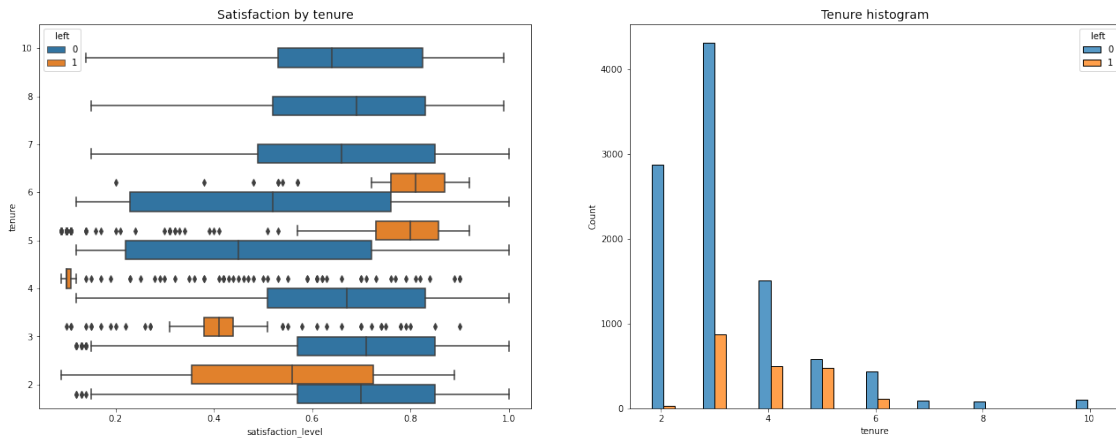 Satisfaction by tenure
left
0
1
10
8
7
6
5
4
3
2
tenure
0.2 0.4 0.6 0.8 1.0
satisfaction_level
Tenure histogram
left
0
1
4000
3000
2000
1000
0
Count
2 4 6 8 10
tenure